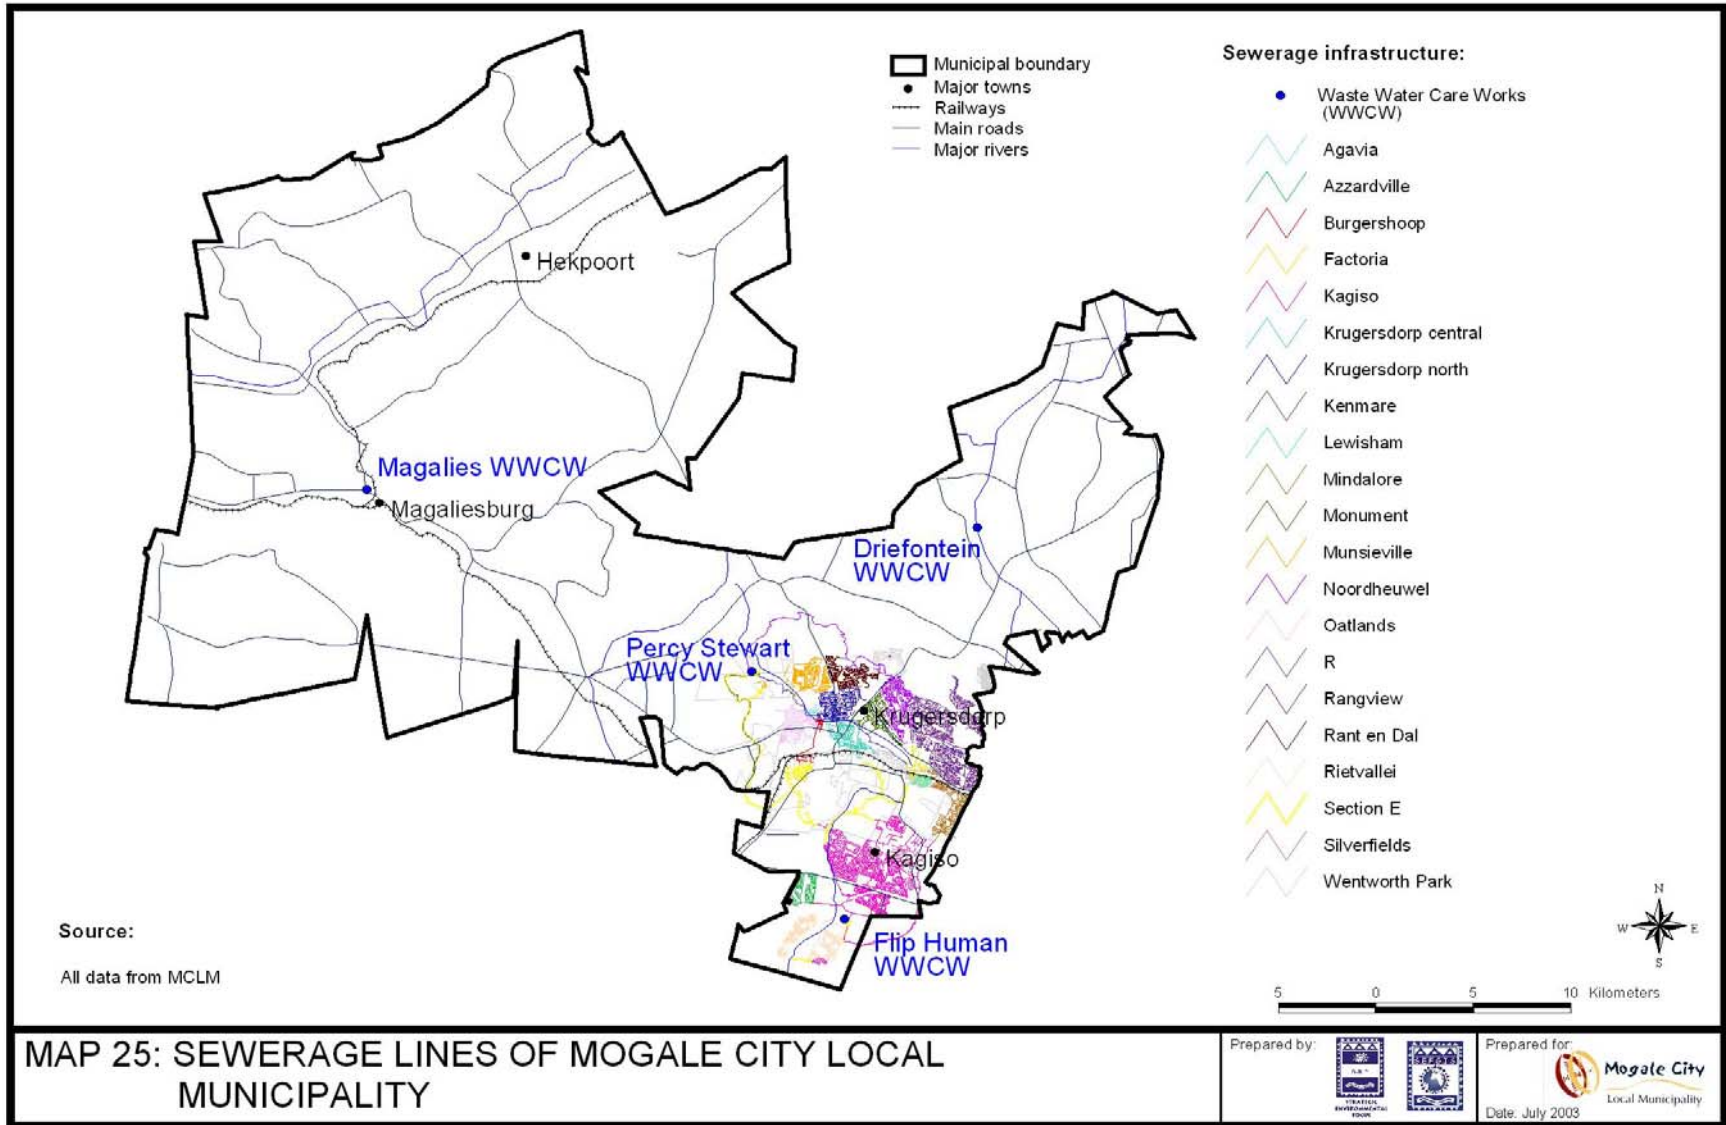 Municipal boundary
Major towns
Railways
Main roads
Major rivers
Sewerage infrastructure:
Waste Water Care Works
(WWCW)
Agavia
Azzardville
Burgershoop
Factoria
Kagiso
Krugersdorp central
Krugersdorp north
Kenmare
Lewisham
Mindalore
Monument
Munsieville
Noordheuwel
Oatlands
R
Rangview
Rant en Dal
Rietvallei
Section E
Silverfields
Wentworth Park
Hekpoort
Magalies WWCW
Magaliesburg
Driefontein
WWCW
Percy Stewart
WWCW
Krugersdorp
Kagiso
Flip Human
WWCW
Source:
All data from MCLM
N
W E
S
5 0 5 10 Kilometers
MAP 25: SEWERAGE LINES OF MOGALE CITY LOCAL
MUNICIPALITY
Prepared by:
STRATEGIC
ENVIRONMENTAL
FOCUS
Prepared for:
Mogale City
Local Municipality
Date: July 2003